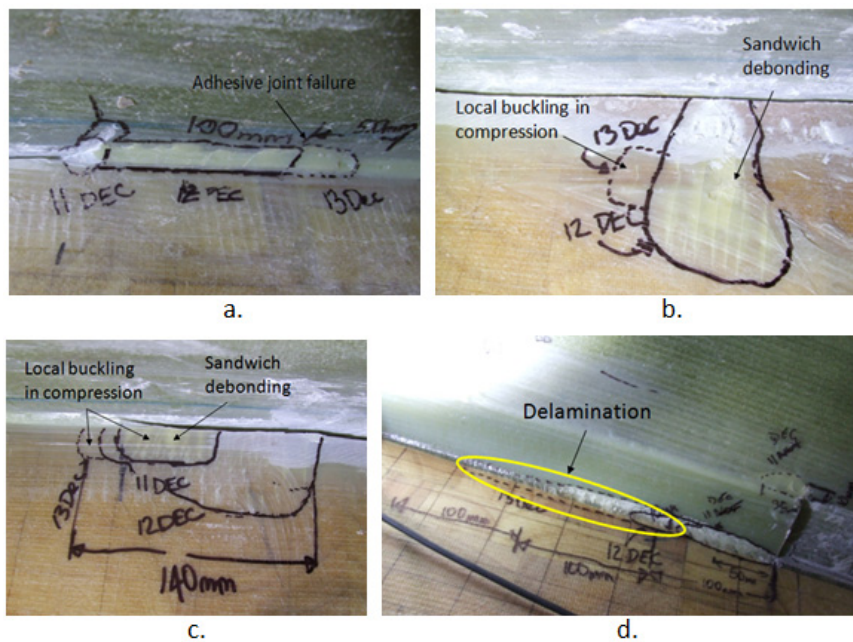 Adhesive joint failure
100mm
50mm
11 DEC
12 DEC
13 Dec
a.
Sandwich
debonding
Local buckling in
compression
13 DEC
12 DEC
b.
Local buckling
in compression
Sandwich
debonding
13 DEC
11 DEC
12 DEC
140mm
c.
Delamination
DEC
11
13 DEC
12 DEC
100mm
100mm
50mm
100mm
d.